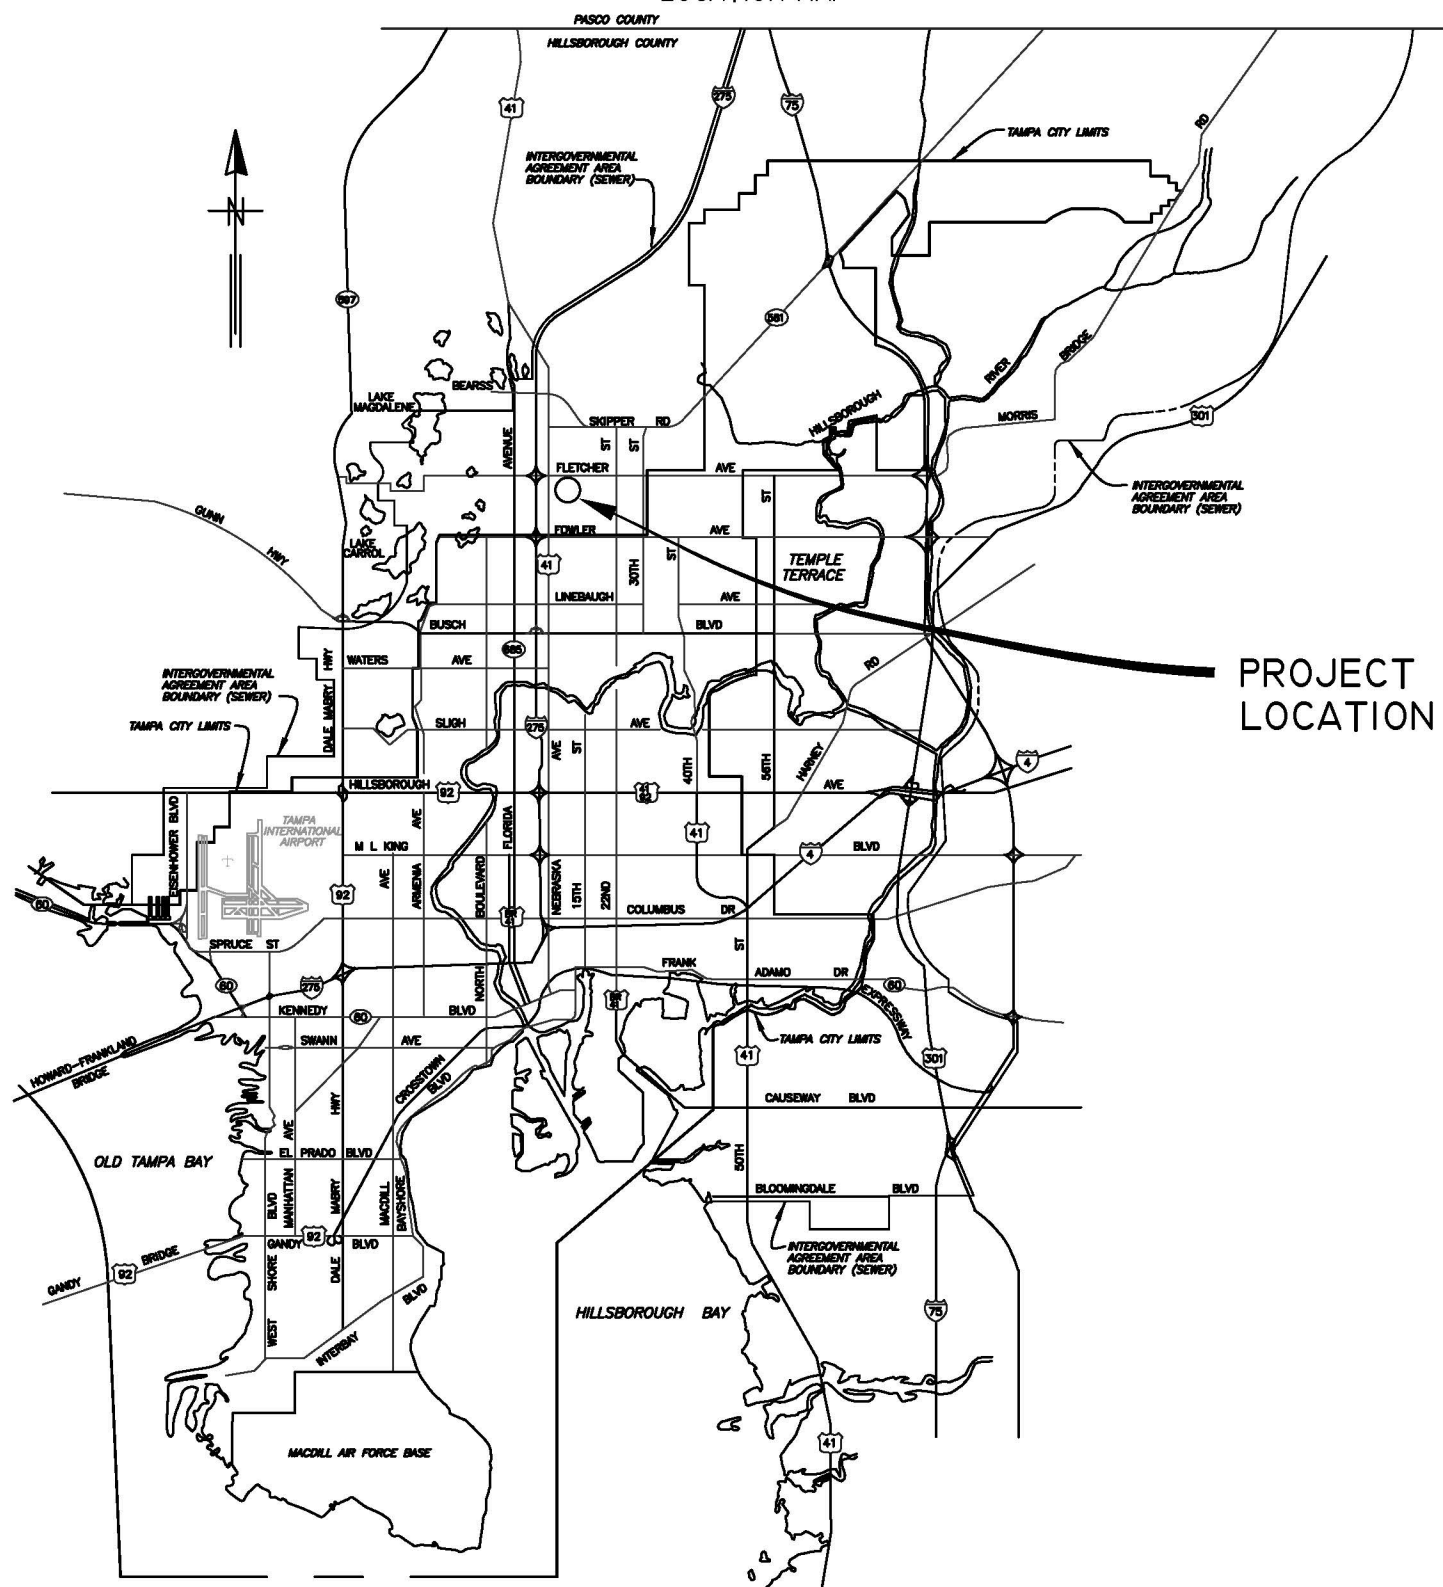 PASCO COUNTY
HILLSBOROUGH COUNTY
41
275
75
RD
TAMPA CITY LIMITS
INTERGOVERNMENTAL
AGREEMENT AREA
BOUNDARY (SEWER)
N
597
581
BRIDGE
RIVER
BEARSS
LAKE
MAGDALENE
HILLSBOROUGH
MORRIS
301
SKIPPER RD
AVENUE
ST
ST
FLETCHER AVE
ST
INTERGOVERNMENTAL
AGREEMENT AREA
BOUNDARY (SEWER)
GUNN
HWY
LAKE
CARROL
FOWLER AVE
41
30TH
ST
ST
TEMPLE
TERRACE
LINEBAUGH AVE
BUSCH BLVD
685
HWY
WATERS AVE
RD
INTERGOVERNMENTAL
AGREEMENT AREA
BOUNDARY (SEWER)
PROJECT
LOCATION
TAMPA CITY LIMITS
DALE MABRY
SLIGH AVE
275
AVE
ST
40TH
56TH
HARNEY
4
HILLSBOROUGH AVE
92
41
92
EISENHOWER BLVD
TAMPA
INTERNATIONAL
AIRPORT
AVE
FLORIDA
41
M L KING BLVD
4
AVE
ARMENIA
BOULEVARD
NEBRASKA
15TH
22ND
92
60
COLUMBUS DR
SPRUCE ST
ST
FRANK
ADAMO DR
60
NORTH
60
275
EXPRESSWAY
KENNEDY BLVD
60
SWANN AVE
TAMPA CITY LIMITS
HOWARD-FRANKLAND
BRIDGE
CROSSTOWN
BLVD
41
301
HWY
CAUSEWAY BLVD
AVE
OLD TAMPA BAY
EL PRADO BLVD
50TH
BLVD
MANHATTAN
MABRY
MACDILL
BAYSHORE
BLOOMINGDALE BLVD
92
GANDY BLVD
INTERGOVERNMENTAL
AGREEMENT AREA
BOUNDARY (SEWER)
GANDY
92
BRIDGE
SHORE
DALE
BLVD
HILLSBOROUGH BAY
75
WEST
INTERBAY
MACDILL AIR FORCE BASE
41